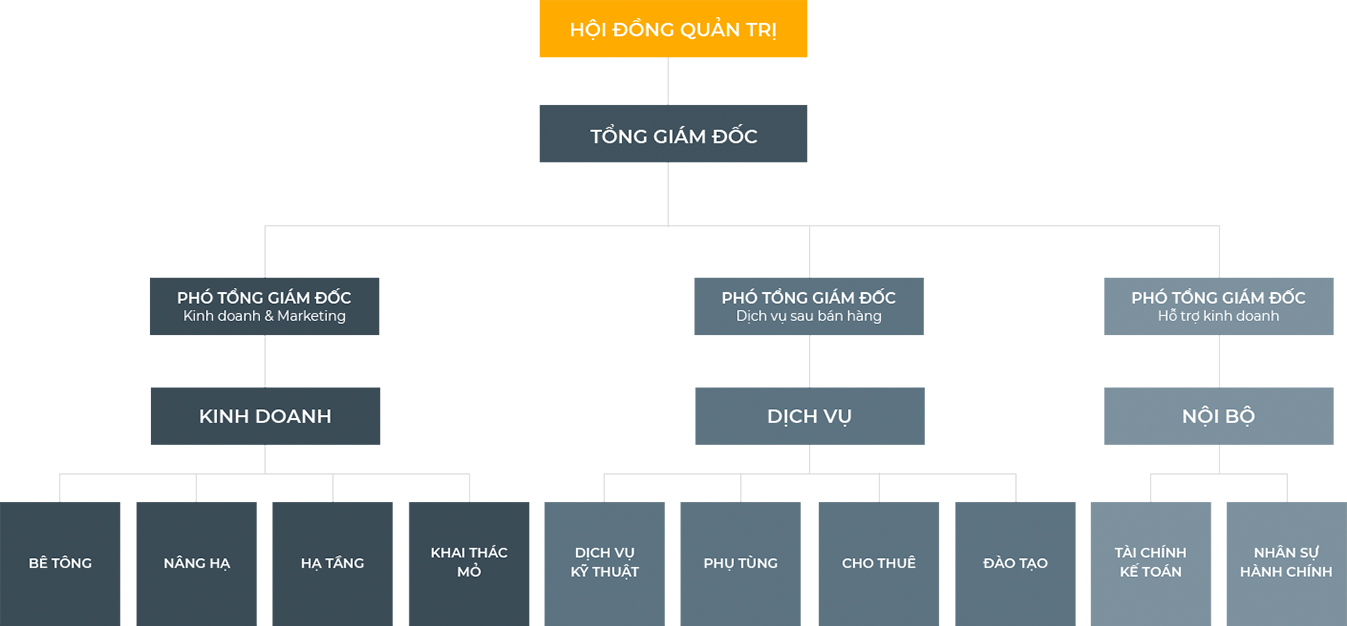 HỘI ĐỒNG QUẢN TRỊ
TỔNG GIÁM ĐỐC
PHÓ TỔNG GIÁM ĐỐC
Kinh doanh & Marketing
PHÓ TỔNG GIÁM ĐỐC
Dịch vụ sau bán hàng
PHÓ TỔNG GIÁM ĐỐC
Hỗ trợ kinh doanh
KINH DOANH
DỊCH VỤ
NỘI BỘ
BÊ TÔNG
NÂNG HẠ
HẠ TẦNG
KHAI THÁC
MỎ
DỊCH VỤ
KỸ THUẬT
PHỤ TÙNG
CHO THUÊ
ĐÀO TẠO
TÀI CHÍNH
KẾ TOÁN
NHÂN SỰ
HÀNH CHÍNH